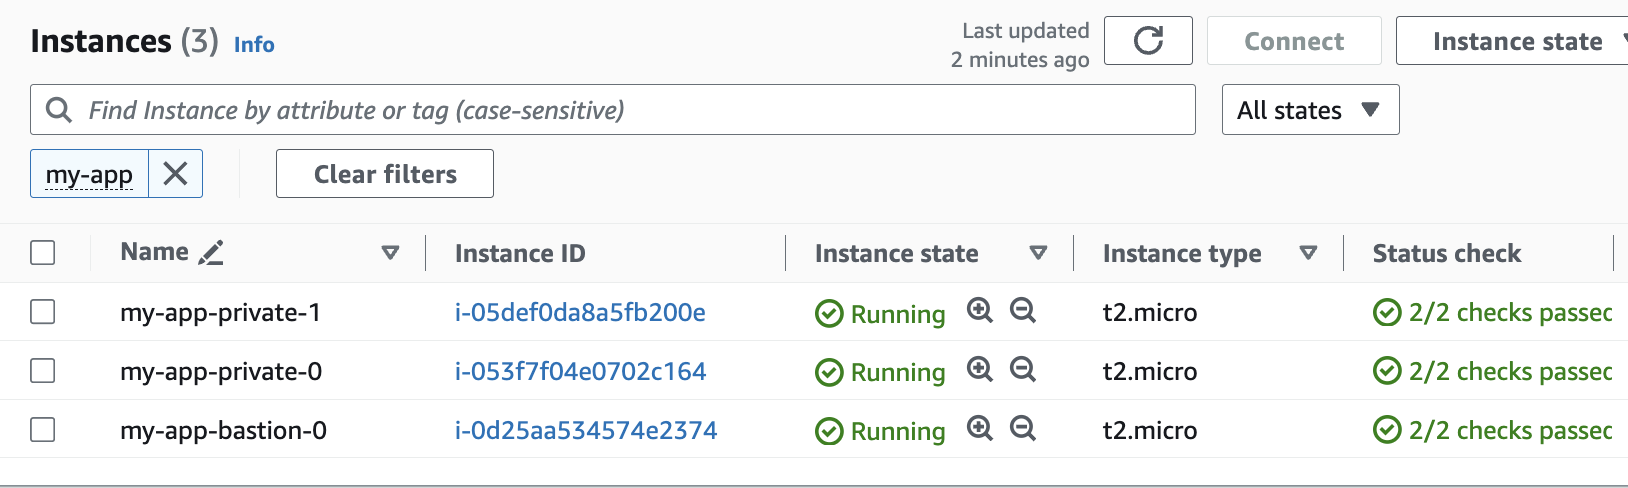 Instances (3) Info
Last updated
2 minutes ago
Connect
Instance state
Find Instance by attribute or tag (case-sensitive)
All states
my-app
Clear filters
Name Instance ID Instance state Instance type Status check
my-app-private-1 i-05def0da8a5fb200e Running t2.micro 2/2 checks passed
my-app-private-0 i-053f7f04e0702c164 Running t2.micro 2/2 checks passed
my-app-bastion-0 i-0d25aa534574e2374 Running t2.micro 2/2 checks passed